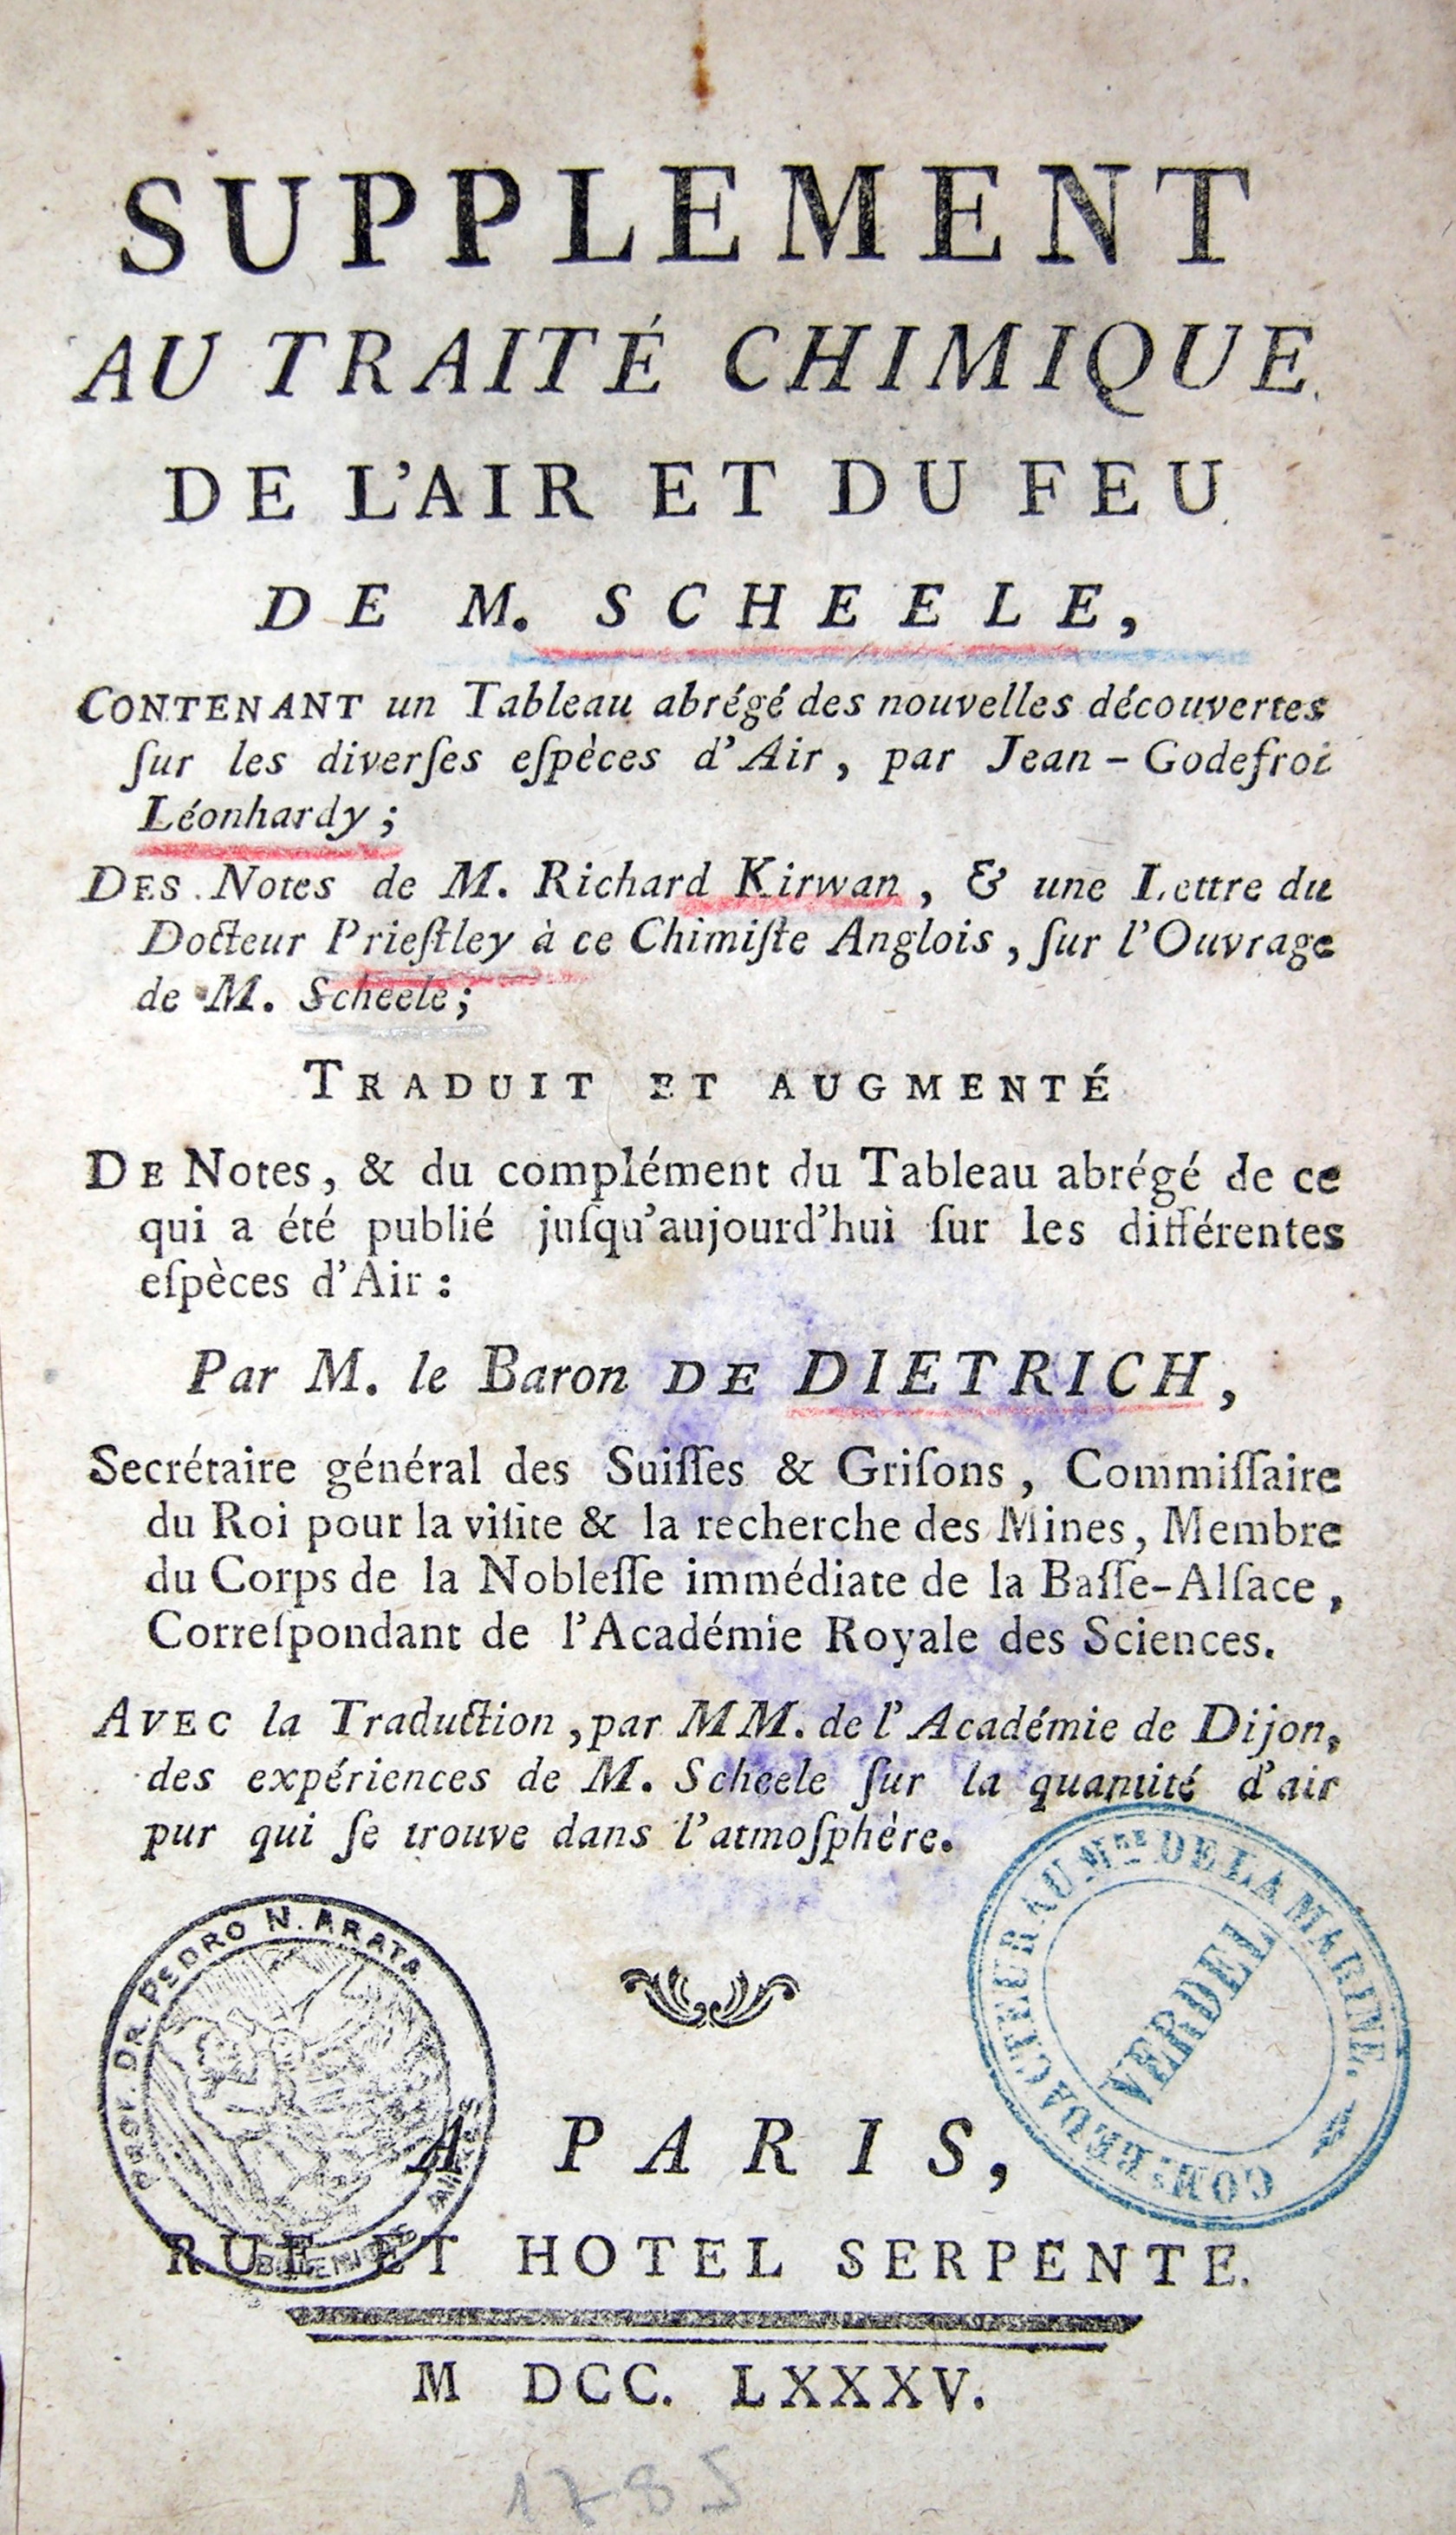 SUPPLEMENT
AU TRAITÉ CHIMIQUE
DE L'AIR ET DU FEU
DE M. SCHEELE,
CONTENANT un Tableau abrégé des nouvelles découvertes
ſur les diverſes eſpèces d'Air, par Jean-Godefroi
Léonhardy;
DES Notes de M. Richard Kirwan, & une Lettre du
Docteur Prieſtley à ce Chimiſte Anglois, ſur l'Ouvrage
de M. Scheele;
TRADUIT ET AUGMENTÉ
DE Notes, & du complément du Tableau abrégé de ce
qui a été publié juſqu'aujourd'hui ſur les différentes
eſpèces d'Air:
Par M. le Baron DE DIETRICH,
Secrétaire général des Suiſſes & Griſons, Commiſſaire
du Roi pour la viſite & la recherche des Mines, Membre
du Corps de la Nobleſſe immédiate de la Baſſe-Alſace,
Correſpondant de l'Académie Royale des Sciences.
AVEC la Traduction, par MM. de l'Académie de Dijon,
des expériences de M. Scheele ſur la quantité d'air
pur qui ſe trouve dans l'atmoſphère.
PROF. DR. PEDRO N. ARATA
BUENOS AIRES
COM. REDACTEUR AU Mère DE LA MARINE.
VERDEL
A PARIS,
RUE ET HOTEL SERPENTE.
M DCC. LXXXV.
1785